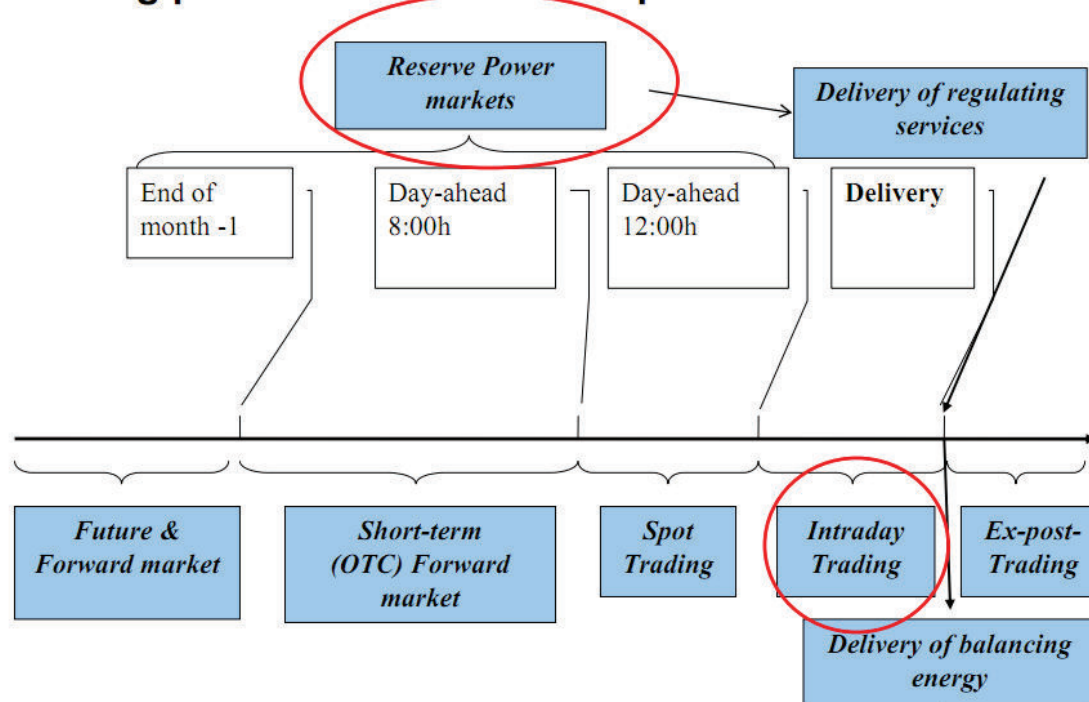 Reserve Power
markets
Delivery of regulating
services
End of
month -1
Day-ahead
8:00h
Day-ahead
12:00h
Delivery
Future &
Forward market
Short-term
(OTC) Forward
market
Spot
Trading
Intraday
Trading
Ex-post-
Trading
Delivery of balancing
energy